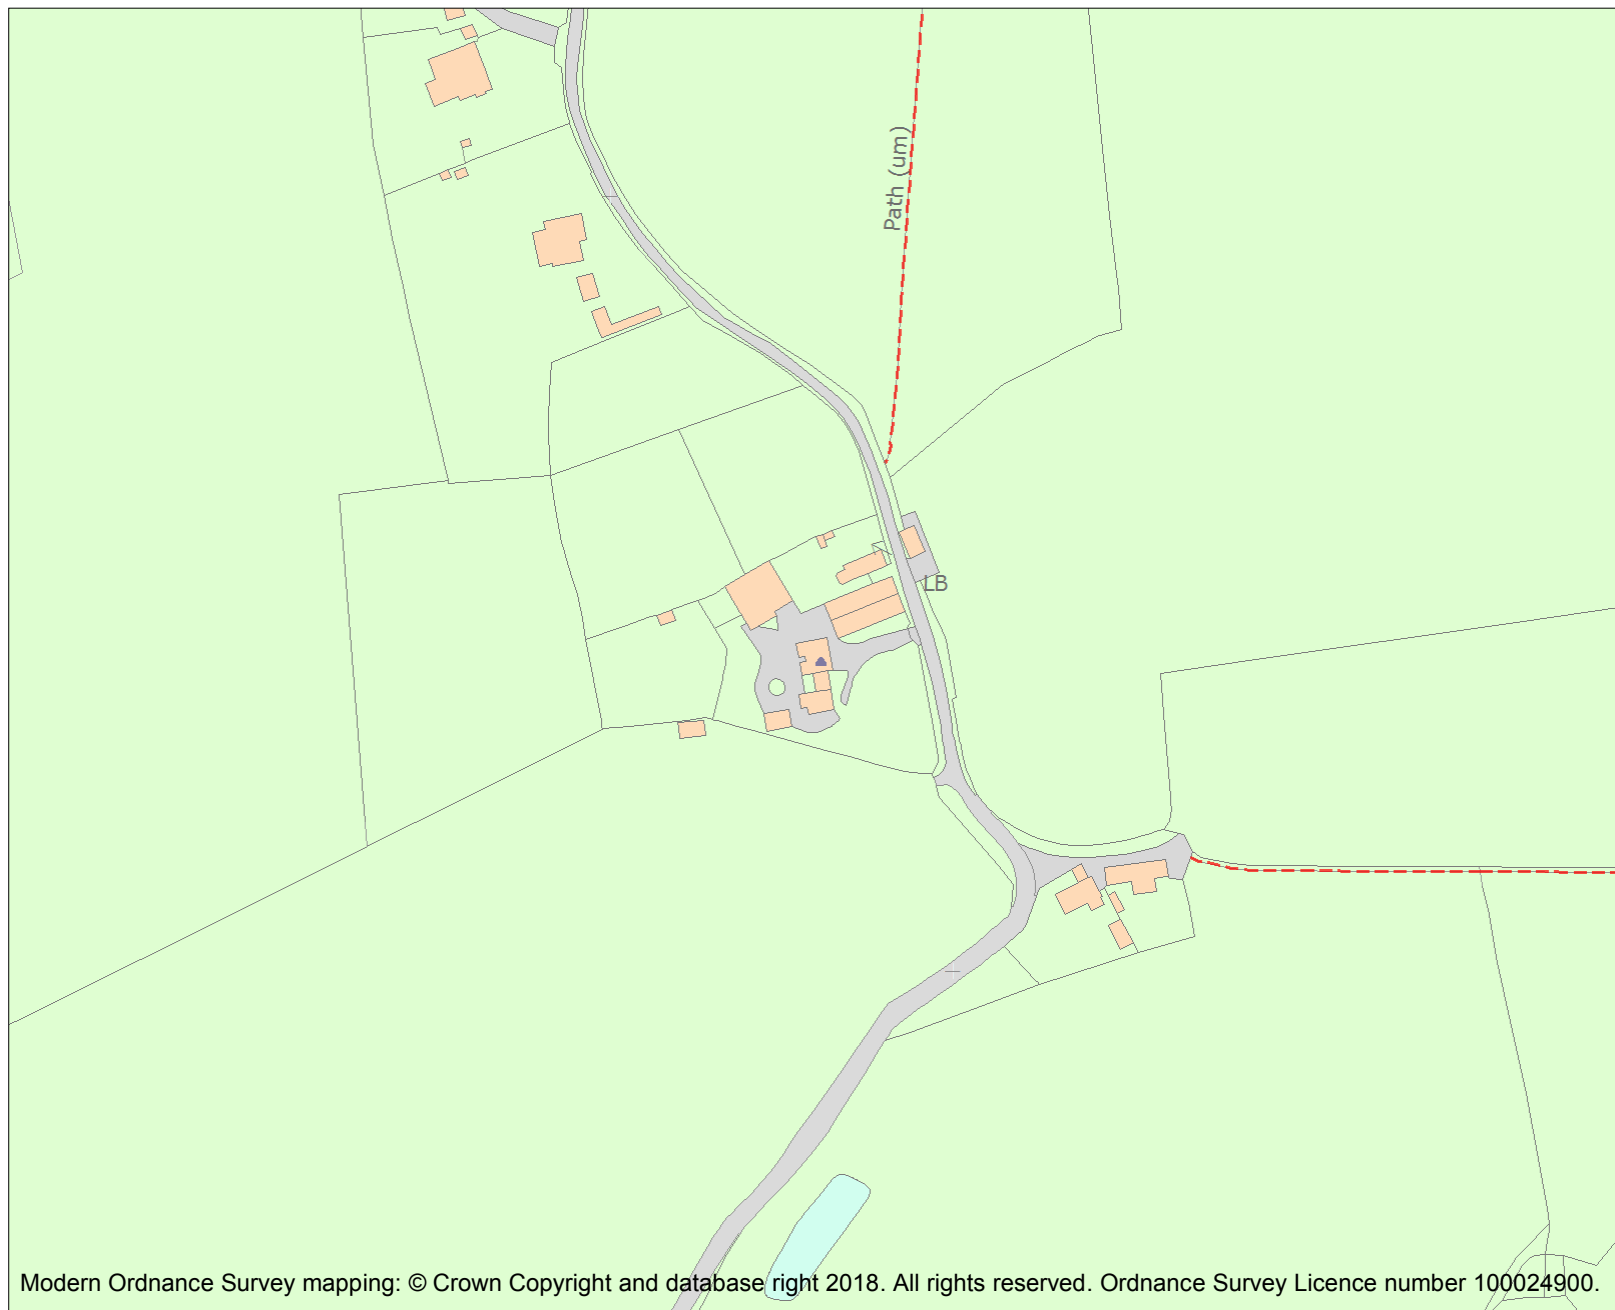 Path (um)
LB
Modern Ordnance Survey mapping: © Crown Copyright and database right 2018. All rights reserved. Ordnance Survey Licence number 100024900.